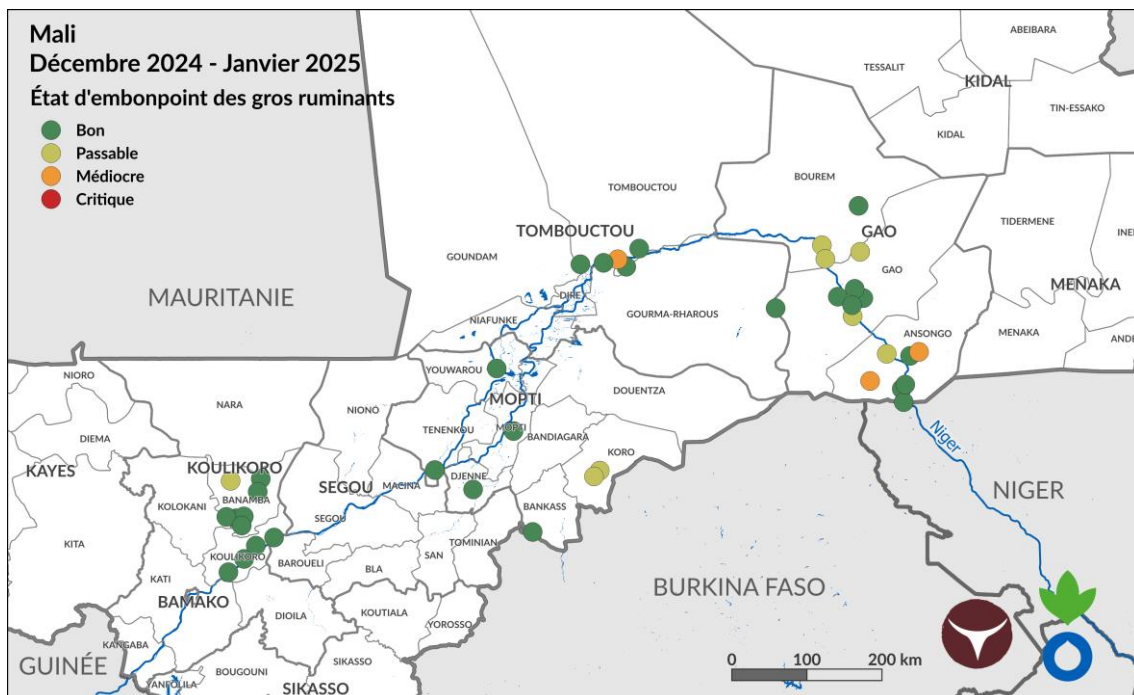 Mali
Décembre 2024 - Janvier 2025
État d'embonpoint des gros ruminants
Bon
Passable
Médiocre
Critique
ABEIBARA
TESSALIT
KIDAL
TIN-ESSAKO
KIDAL
BOUREM
TOMBOUCTOU
TIDERMENE
TOMBOUCTOU
GAO
INE
GOUNDAM
GAO
MENAKA
MAURITANIE
DIRE
GOURMA-RHAROUS
NIAFUNKE
ANSONGO
MENAKA
ANDE
YOUWAROU
NIORO
DOUENTZA
NARA
NIONO
MOPTI
TENENKOU
MOPTI
BANDIAGARA
Niger
DIEMA
KORO
KAYES
KOULIKORO
SEGOU
MACINA
DJENNE
NIGER
BANAMBA
KOLOKANI
BANKASS
SEGOU
KITA
TOMINIAN
SAN
KOULIKORO
BAROUELI
BLA
KATI
BURKINA FASO
BAMAKO
DIOILA
KOUTIALA
YOROSSO
KANGABA
GUINÉE
BOUGOUNI
SIKASSO
YANFOLILA
SIKASSO
0 100 200 km